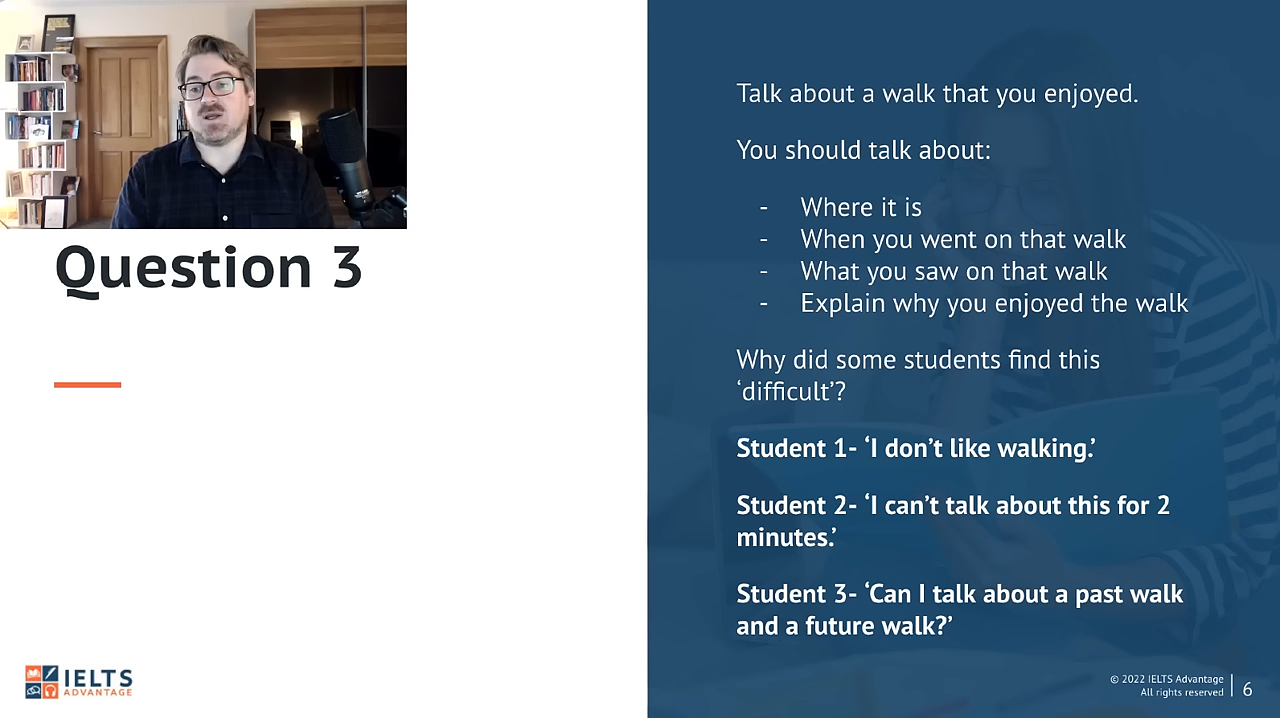 Question 3
Talk about a walk that you enjoyed.
You should talk about:
- Where it is
- When you went on that walk
- What you saw on that walk
- Explain why you enjoyed the walk
Why did some students find this
‘difficult’?
Student 1- ‘I don’t like walking.’
Student 2- ‘I can’t talk about this for 2
minutes.’
Student 3- ‘Can I talk about a past walk
and a future walk?’
IELTS
ADVANTAGE
© 2022 IELTS Advantage
All rights reserved
6